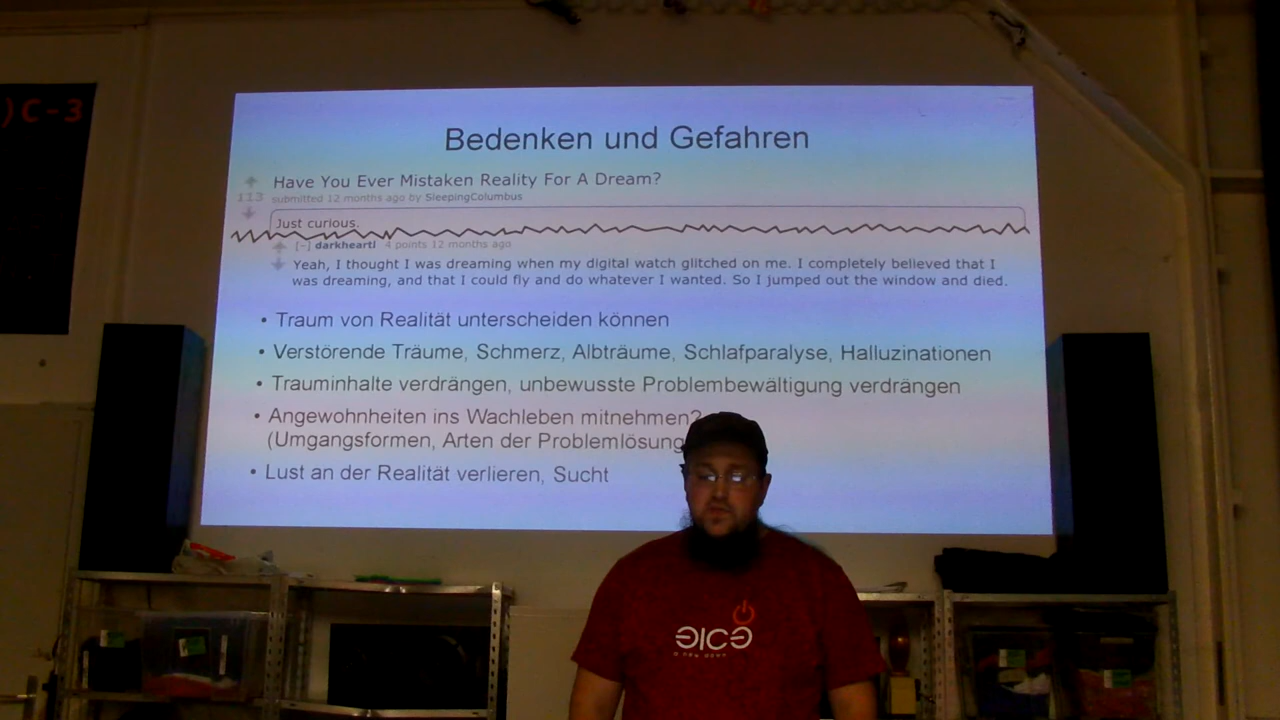 )C-3
Bedenken und Gefahren
Have You Ever Mistaken Reality For A Dream?
113
submitted 12 months ago by SleepingColumbus
Just curious.
[-] darkheartl 4 points 12 months ago
Yeah, I thought I was dreaming when my digital watch glitched on me. I completely believed that I
was dreaming, and that I could fly and do whatever I wanted. So I jumped out the window and died.
• Traum von Realität unterscheiden können
• Verstörende Träume, Schmerz, Albträume, Schlafparalyse, Halluzinationen
• Trauminhalte verdrängen, unbewusste Problembewältigung verdrängen
• Angewohnheiten ins Wachleben mitnehmen?
(Umgangsformen, Arten der Problemlösung
• Lust an der Realität verlieren, Sucht